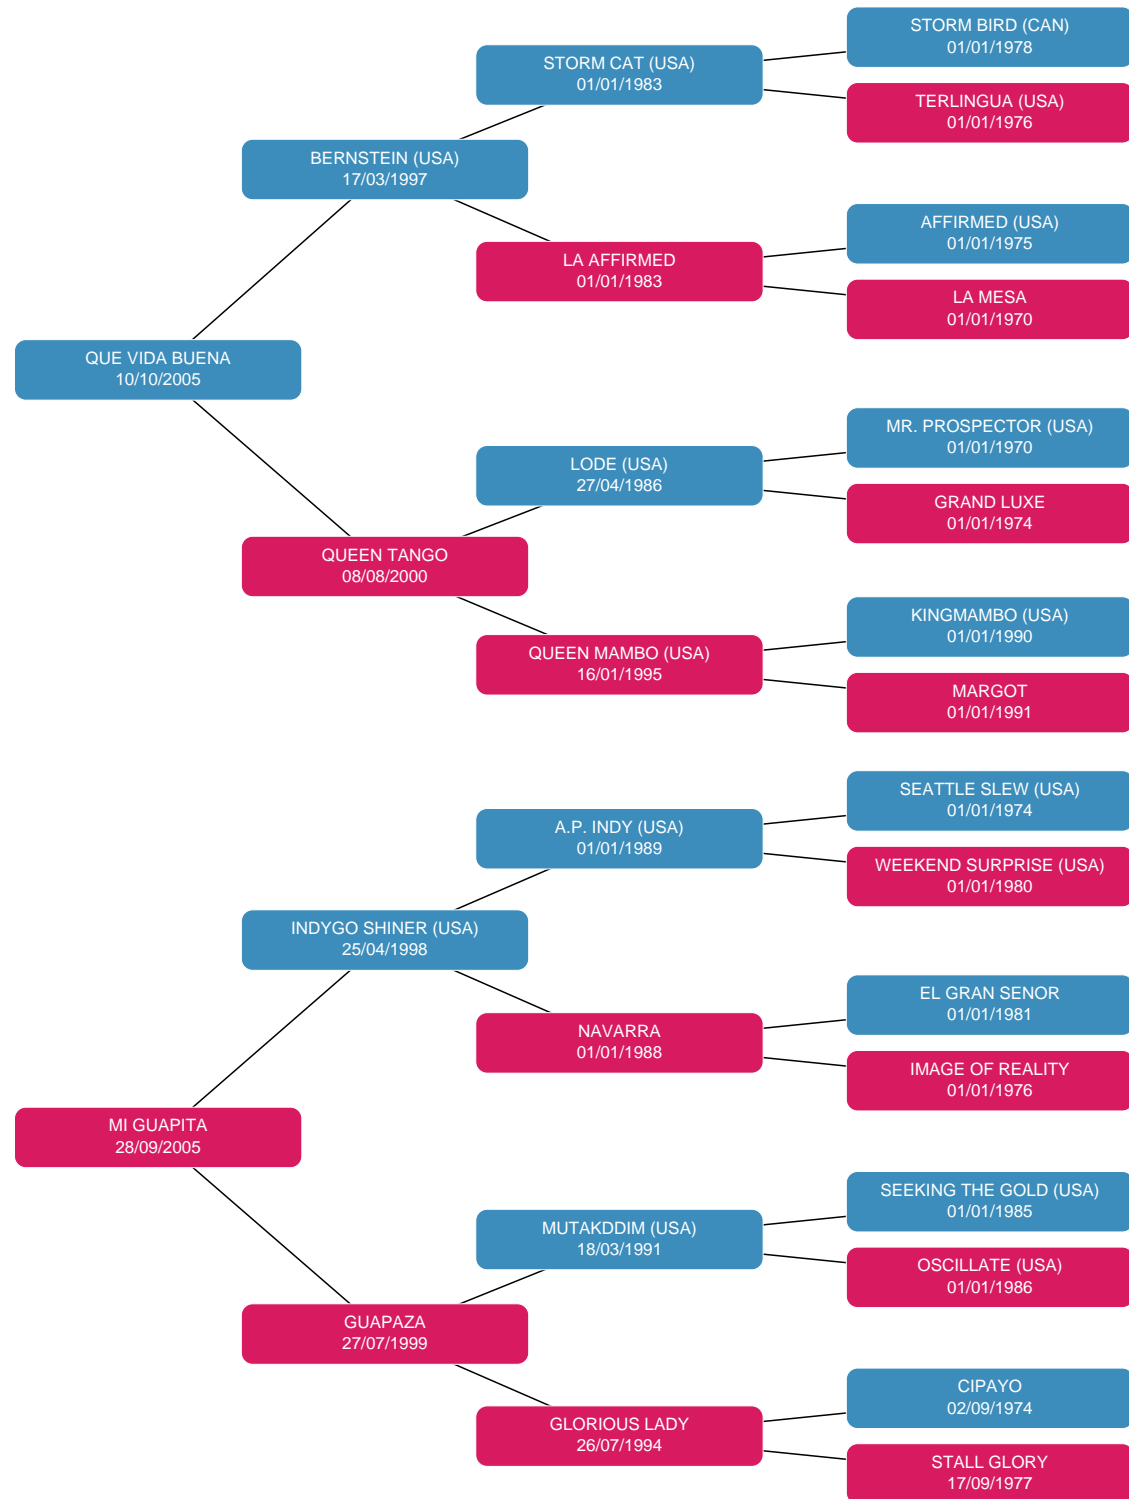 STORM BIRD (CAN)
01/01/1978
STORM CAT (USA)
01/01/1983
TERLINGUA (USA)
01/01/1976
BERNSTEIN (USA)
17/03/1997
AFFIRMED (USA)
01/01/1975
LA AFFIRMED
01/01/1983
LA MESA
01/01/1970
QUE VIDA BUENA
10/10/2005
MR. PROSPECTOR (USA)
01/01/1970
LODE (USA)
27/04/1986
GRAND LUXE
01/01/1974
QUEEN TANGO
08/08/2000
KINGMAMBO (USA)
01/01/1990
QUEEN MAMBO (USA)
16/01/1995
MARGOT
01/01/1991
SEATTLE SLEW (USA)
01/01/1974
A.P. INDY (USA)
01/01/1989
WEEKEND SURPRISE (USA)
01/01/1980
INDYGO SHINER (USA)
25/04/1998
EL GRAN SENOR
01/01/1981
NAVARRA
01/01/1988
IMAGE OF REALITY
01/01/1976
MI GUAPITA
28/09/2005
SEEKING THE GOLD (USA)
01/01/1985
MUTAKDDIM (USA)
18/03/1991
OSCILLATE (USA)
01/01/1986
GUAPAZA
27/07/1999
CIPAYO
02/09/1974
GLORIOUS LADY
26/07/1994
STALL GLORY
17/09/1977